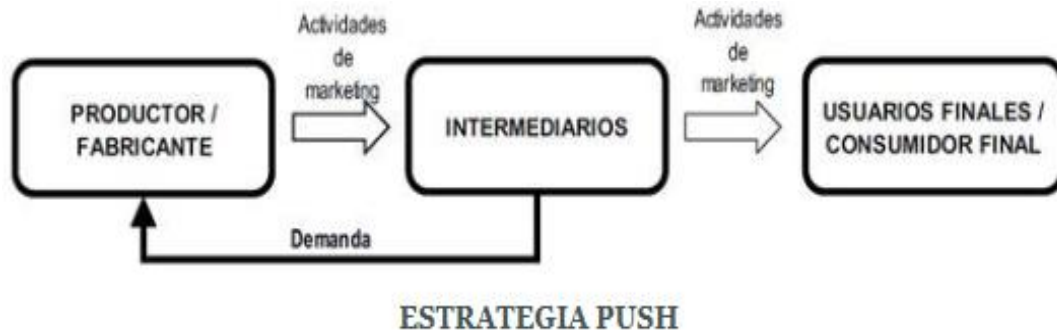 Actividades
de
marketing
Actividades
de
marketing
PRODUCTOR /
FABRICANTE
INTERMEDIARIOS
USUARIOS FINALES /
CONSUMIDOR FINAL
Demanda
ESTRATEGIA PUSH